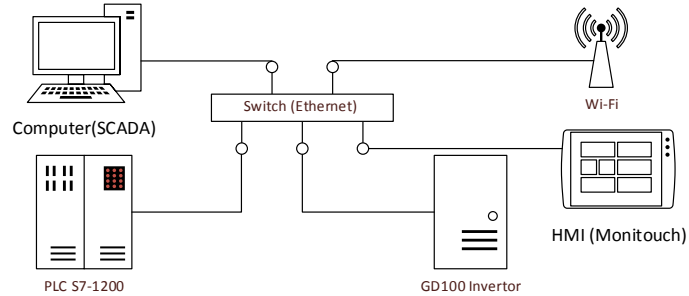 Switch (Ethernet)
Wi-Fi
Computer(SCADA)
HMI (Monitouch)
PLC S7-1200
GD100 Invertor